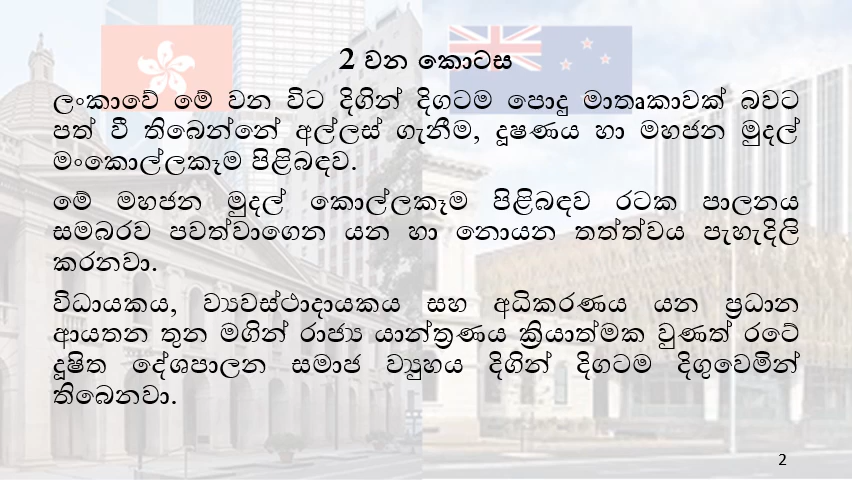 2 වන කොටස
ලංකාවේ මේ වන විට දිගින් දිගටම පොදු මාතෘකාවක් බවට
පත් වී තිබෙන්නේ අල්ලස් ගැනීම, දූෂණය හා මහජන මුදල්
මංකොල්ලකෑම පිළිබඳව.
මේ මහජන මුදල් කොල්ලකෑම පිළිබඳව රටක පාලනය
සමබරව පවත්වාගෙන යන හා නොයන තත්ත්වය පැහැදිලි
කරනවා.
විධායකය, ව්‍යවස්ථාදායකය සහ අධිකරණය යන ප්‍රධාන
ආයතන තුන මගින් රාජ්‍ය යාන්ත්‍රණය ක්‍රියාත්මක වුණත් රටේ
දූෂිත දේශපාලන සමාජ ව්‍යුහය දිගින් දිගටම දිගුවෙමින්
තිබෙනවා.
2